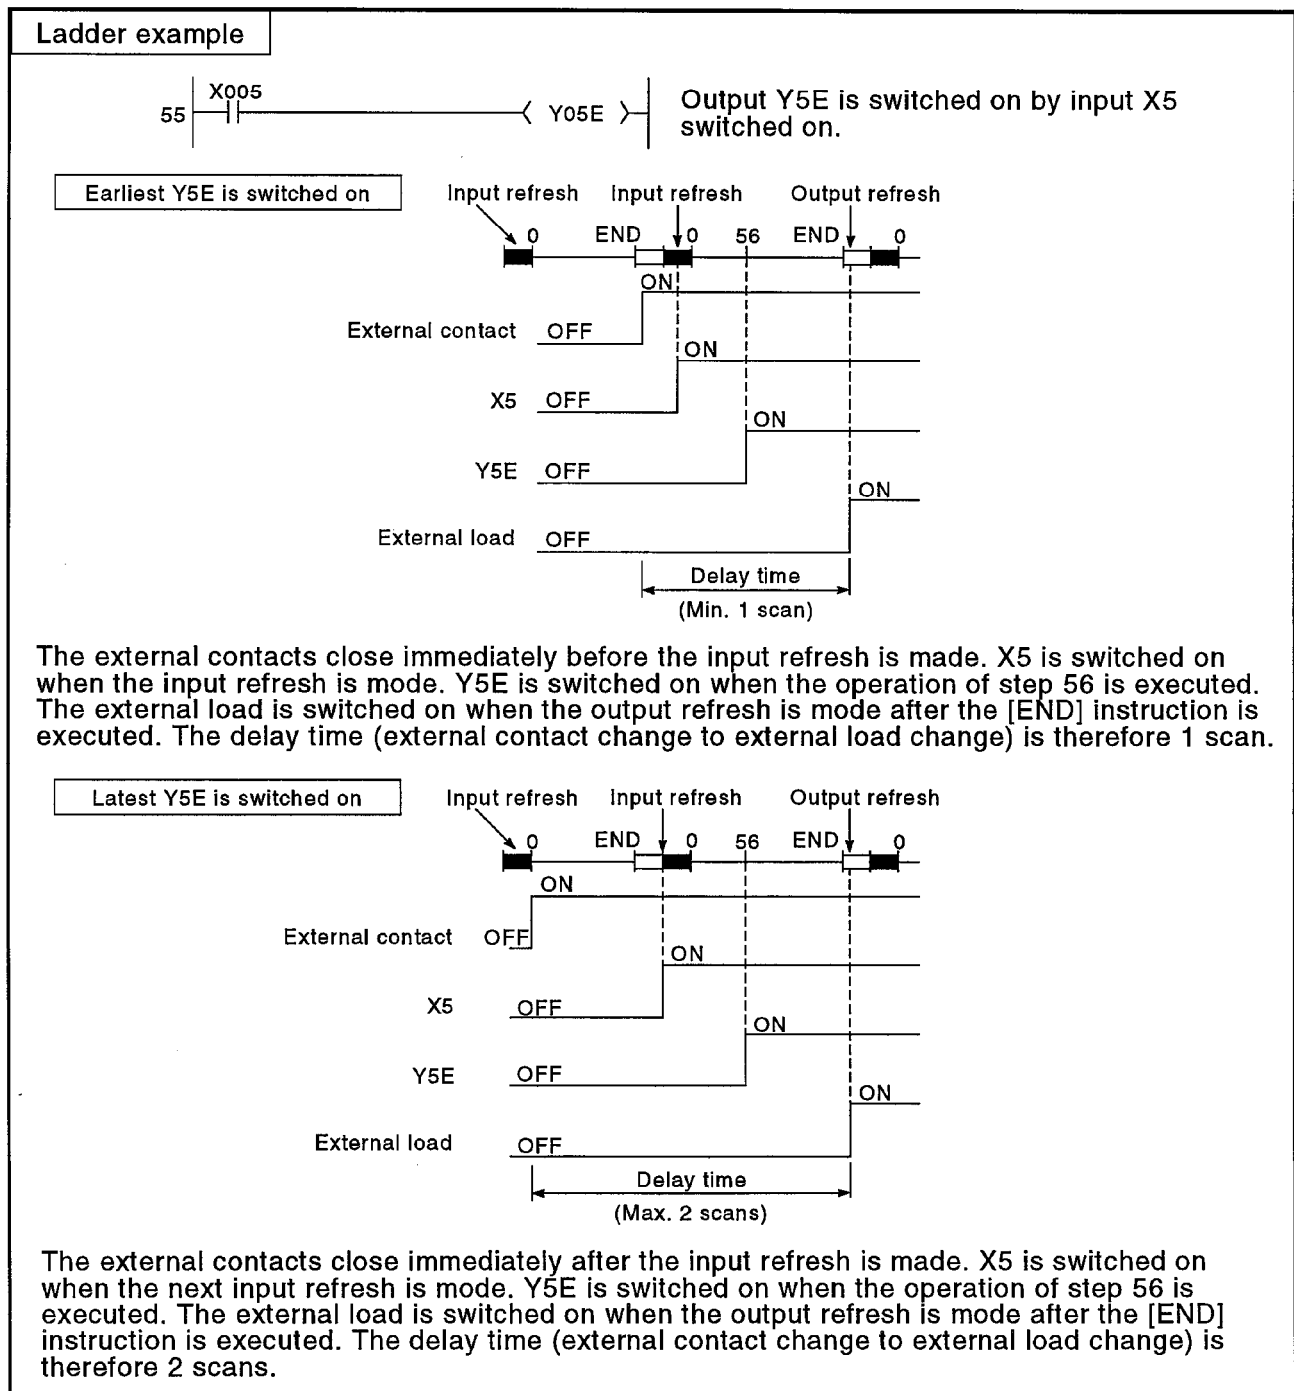 Ladder example
X005
55
Y05E
Output Y5E is switched on by input X5
switched on.
Earliest Y5E is switched on
Input refresh Input refresh Output refresh
0 END 0 56 END 0
ON
External contact OFF
ON
X5 OFF
ON
Y5E OFF
ON
External load OFF
Delay time
(Min. 1 scan)
The external contacts close immediately before the input refresh is made. X5 is switched on
when the input refresh is mode. Y5E is switched on when the operation of step 56 is executed.
The external load is switched on when the output refresh is mode after the [END] instruction is
executed. The delay time (external contact change to external load change) is therefore 1 scan.
Latest Y5E is switched on
Input refresh Input refresh Output refresh
0 END 0 56 END 0
ON
External contact OFF
ON
X5 OFF
ON
Y5E OFF
ON
External load OFF
Delay time
(Max. 2 scans)
The external contacts close immediately after the input refresh is made. X5 is switched on
when the next input refresh is mode. Y5E is switched on when the operation of step 56 is
executed. The external load is switched on when the output refresh is mode after the [END]
instruction is executed. The delay time (external contact change to external load change) is
therefore 2 scans.